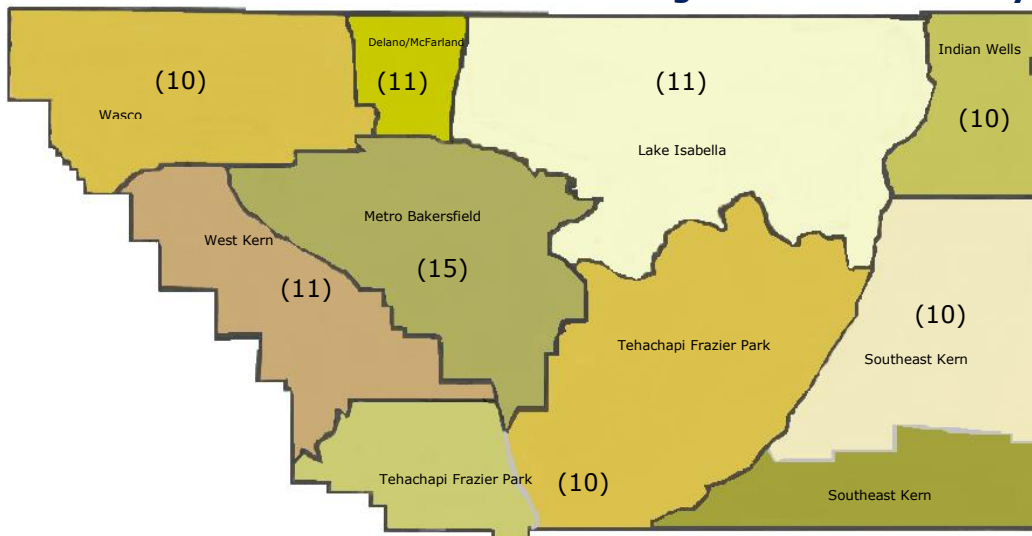 Delano/McFarland
Indian Wells
(10)
(11)
(11)
Wasco
(10)
Lake Isabella
Metro Bakersfield
West Kern
(15)
(11)
(10)
Tehachapi Frazier Park
Southeast Kern
Tehachapi Frazier Park
(10)
Southeast Kern